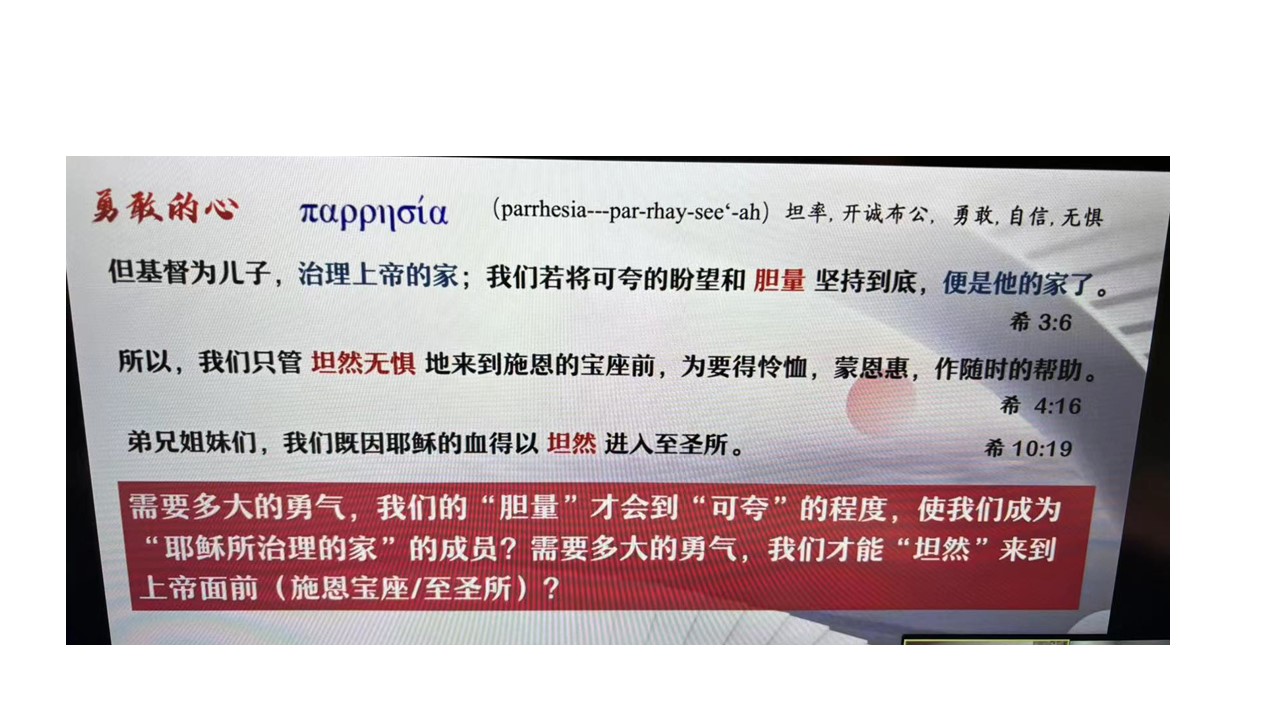 勇敢的心 παρρησία (parrhesia---par-rhay-see‘-ah) 坦率, 开诚布公, 勇敢, 自信, 无惧
但基督为儿子，治理上帝的家；我们若将可夸的盼望和 胆量 坚持到底，便是他的家了。
希 3:6
所以，我们只管 坦然无惧 地来到施恩的宝座前，为要得怜恤，蒙恩惠，作随时的帮助。
希 4:16
弟兄姐妹们，我们既因耶稣的血得以 坦然 进入至圣所。 希 10:19
需要多大的勇气，我们的“胆量”才会到“可夸”的程度，使我们成为
“耶稣所治理的家”的成员？需要多大的勇气，我们才能“坦然”来到
上帝面前（施恩宝座/至圣所）？